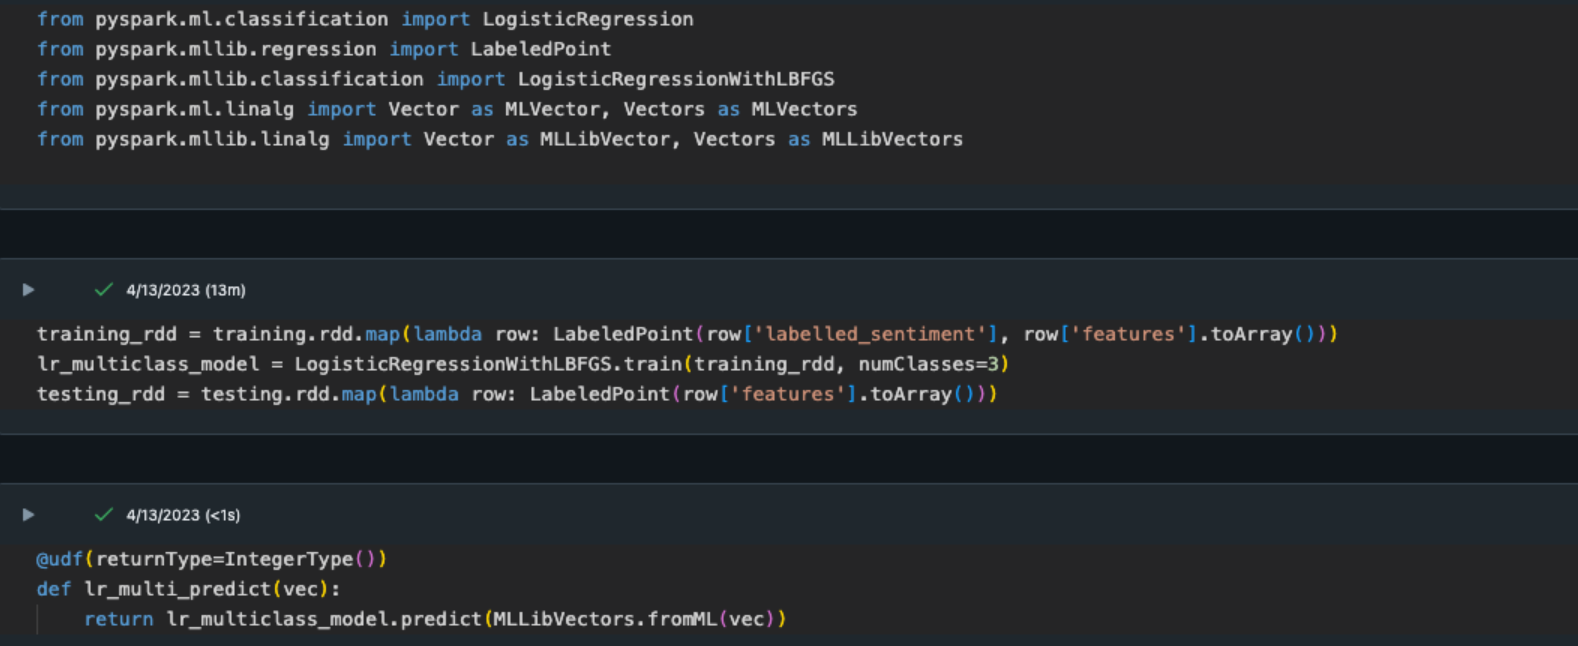 from pyspark.ml.classification import LogisticRegression
from pyspark.mllib.regression import LabeledPoint
from pyspark.mllib.classification import LogisticRegressionWithLBFGS
from pyspark.ml.linalg import Vector as MLVector, Vectors as MLVectors
from pyspark.mllib.linalg import Vector as MLLibVector, Vectors as MLLibVectors
4/13/2023 (13m)
training_rdd = training.rdd.map(lambda row: LabeledPoint(row['labelled_sentiment'], row['features'].toArray()))
lr_multiclass_model = LogisticRegressionWithLBFGS.train(training_rdd, numClasses=3)
testing_rdd = testing.rdd.map(lambda row: LabeledPoint(row['features'].toArray()))
4/13/2023 (<1s)
@udf(returnType=IntegerType())
def lr_multi_predict(vec):
    return lr_multiclass_model.predict(MLLibVectors.fromML(vec))